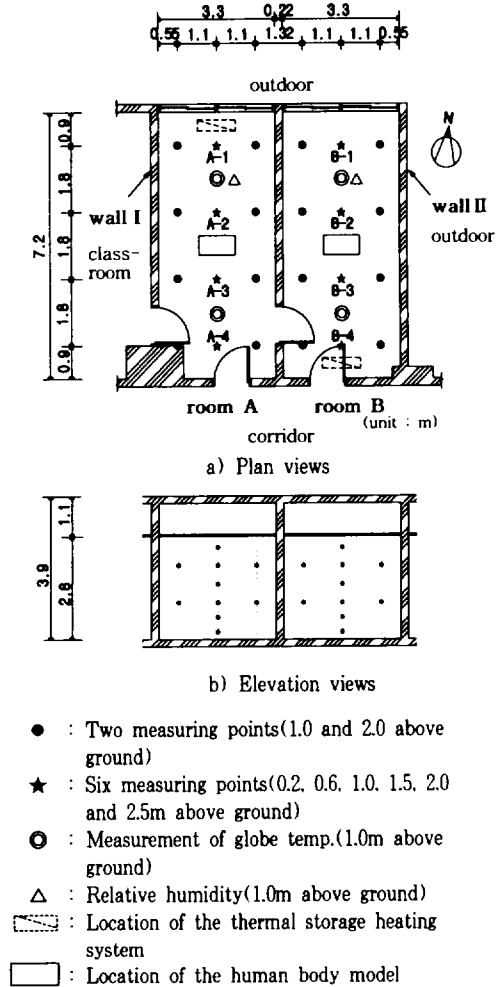 3.3 0.22 3.3
0.55 1.1 1.1 1.32 1.1 1.1 0.55
outdoor
N
0.9
1.8
1.8
1.8
0.9
7.2
A-1
B-1
wall I
wall II
class-
room
outdoor
A-2
B-2
A-3
B-3
A-4
B-4
room A
room B
(unit : m)
corridor
a) Plan views
1.1
2.8
3.9
b) Elevation views
● : Two measuring points(1.0 and 2.0 above
ground)
★ : Six measuring points(0.2, 0.6, 1.0, 1.5, 2.0
and 2.5m above ground)
◎ : Measurement of globe temp.(1.0m above
ground)
△ : Relative humidity(1.0m above ground)
: Location of the thermal storage heating
system
: Location of the human body model